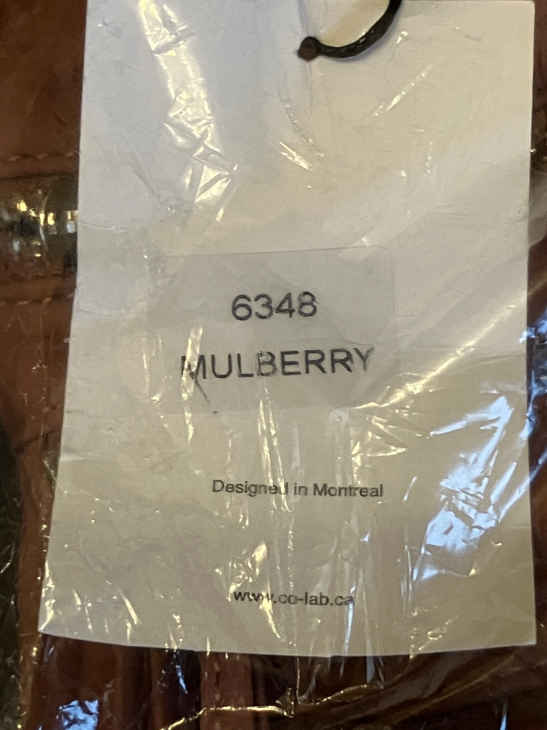 6348
MULBERRY
Designed in Montreal
www.co-lab.ca